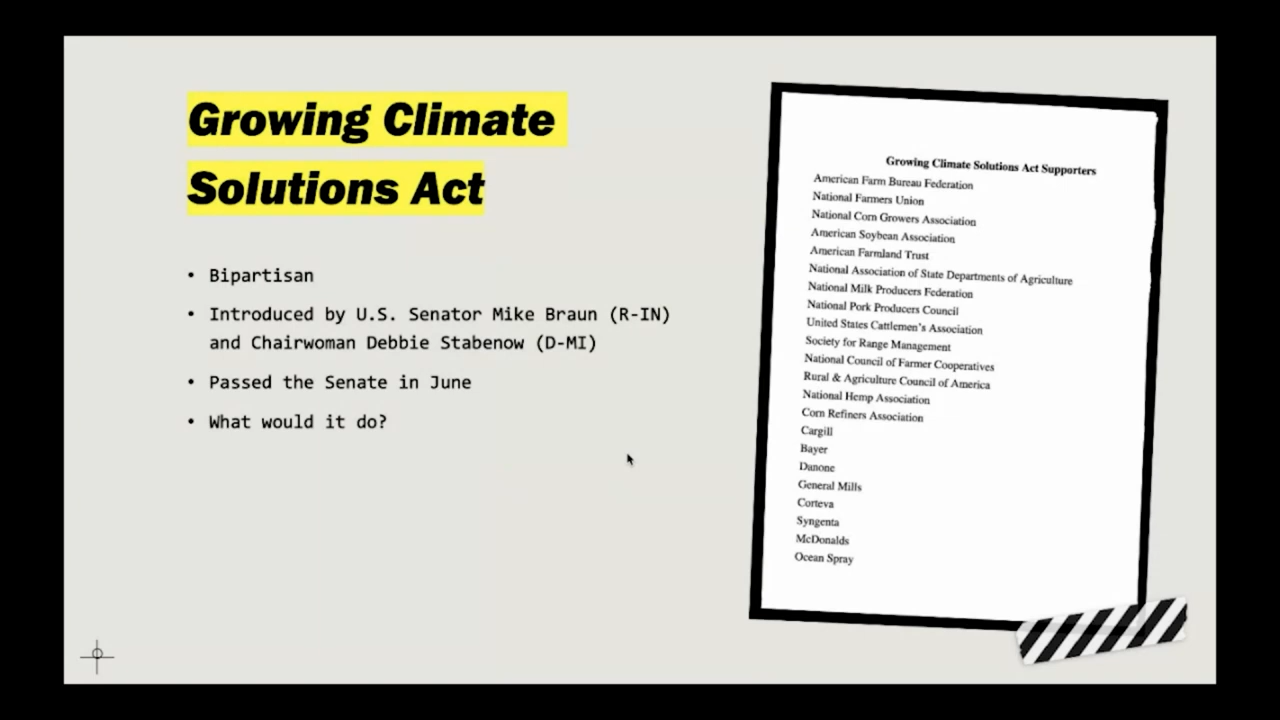 Growing Climate
Solutions Act
• Bipartisan
• Introduced by U.S. Senator Mike Braun (R-IN)
and Chairwoman Debbie Stabenow (D-MI)
• Passed the Senate in June
• What would it do?
Growing Climate Solutions Act Supporters
American Farm Bureau Federation
National Farmers Union
National Corn Growers Association
American Soybean Association
American Farmland Trust
National Association of State Departments of Agriculture
National Milk Producers Federation
National Pork Producers Council
United States Cattlemen's Association
Society for Range Management
National Council of Farmer Cooperatives
Rural & Agriculture Council of America
National Hemp Association
Corn Refiners Association
Cargill
Bayer
Danone
General Mills
Corteva
Syngenta
McDonalds
Ocean Spray